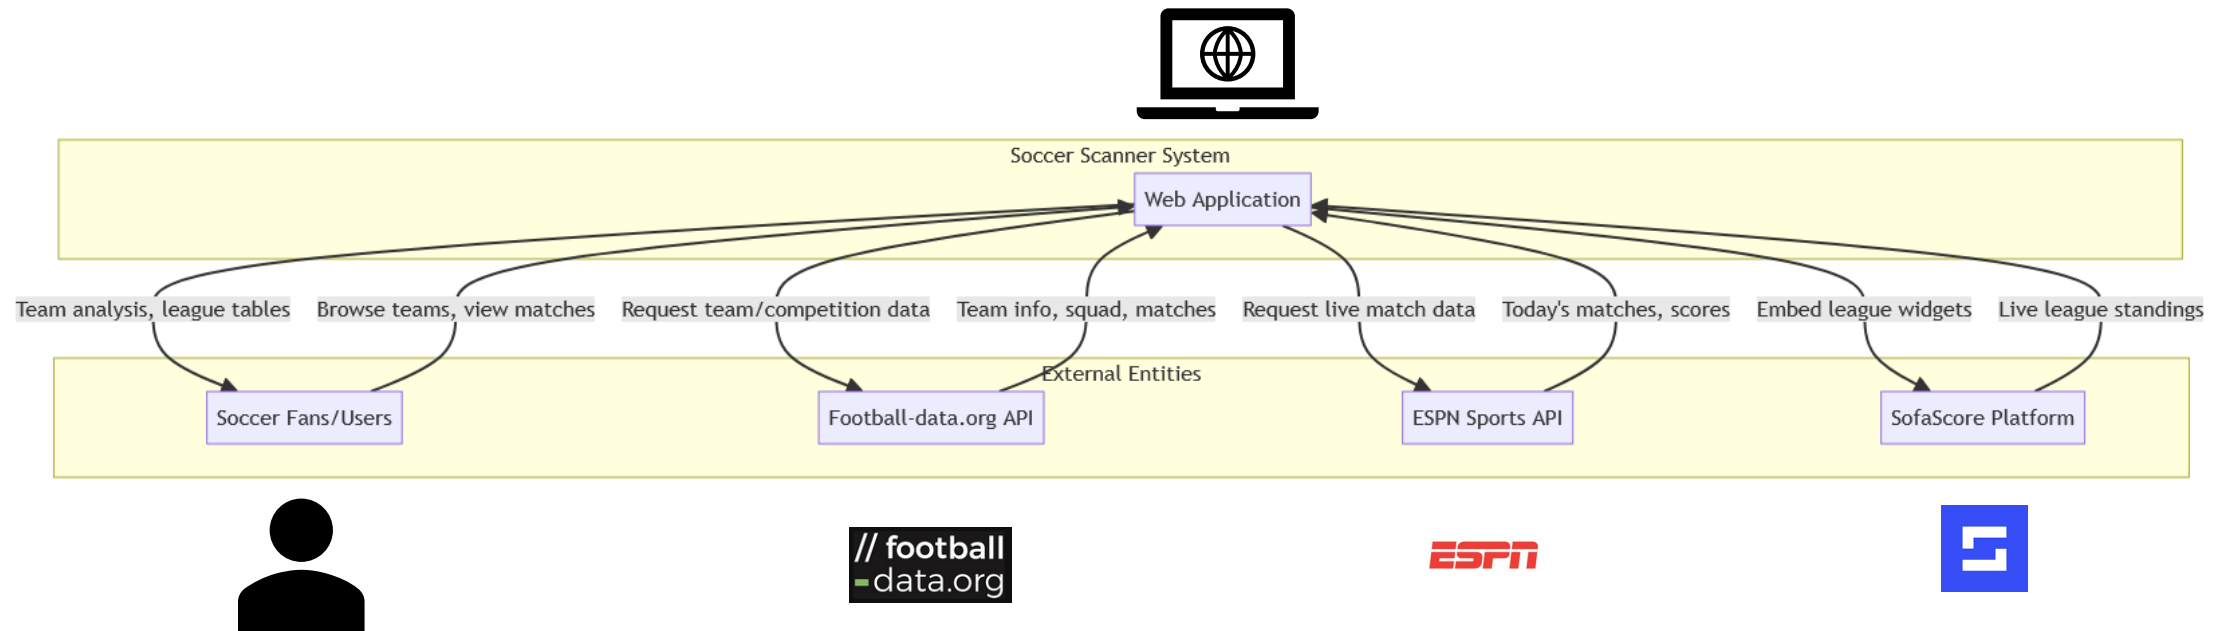 Soccer Scanner System
Web Application
Team analysis, league tables
Browse teams, view matches
Request team/competition data
Team info, squad, matches
Request live match data
Today's matches, scores
Embed league widgets
Live league standings
External Entities
Soccer Fans/Users
Football-data.org API
ESPN Sports API
SofaScore Platform
// football
-data.org
ESPN